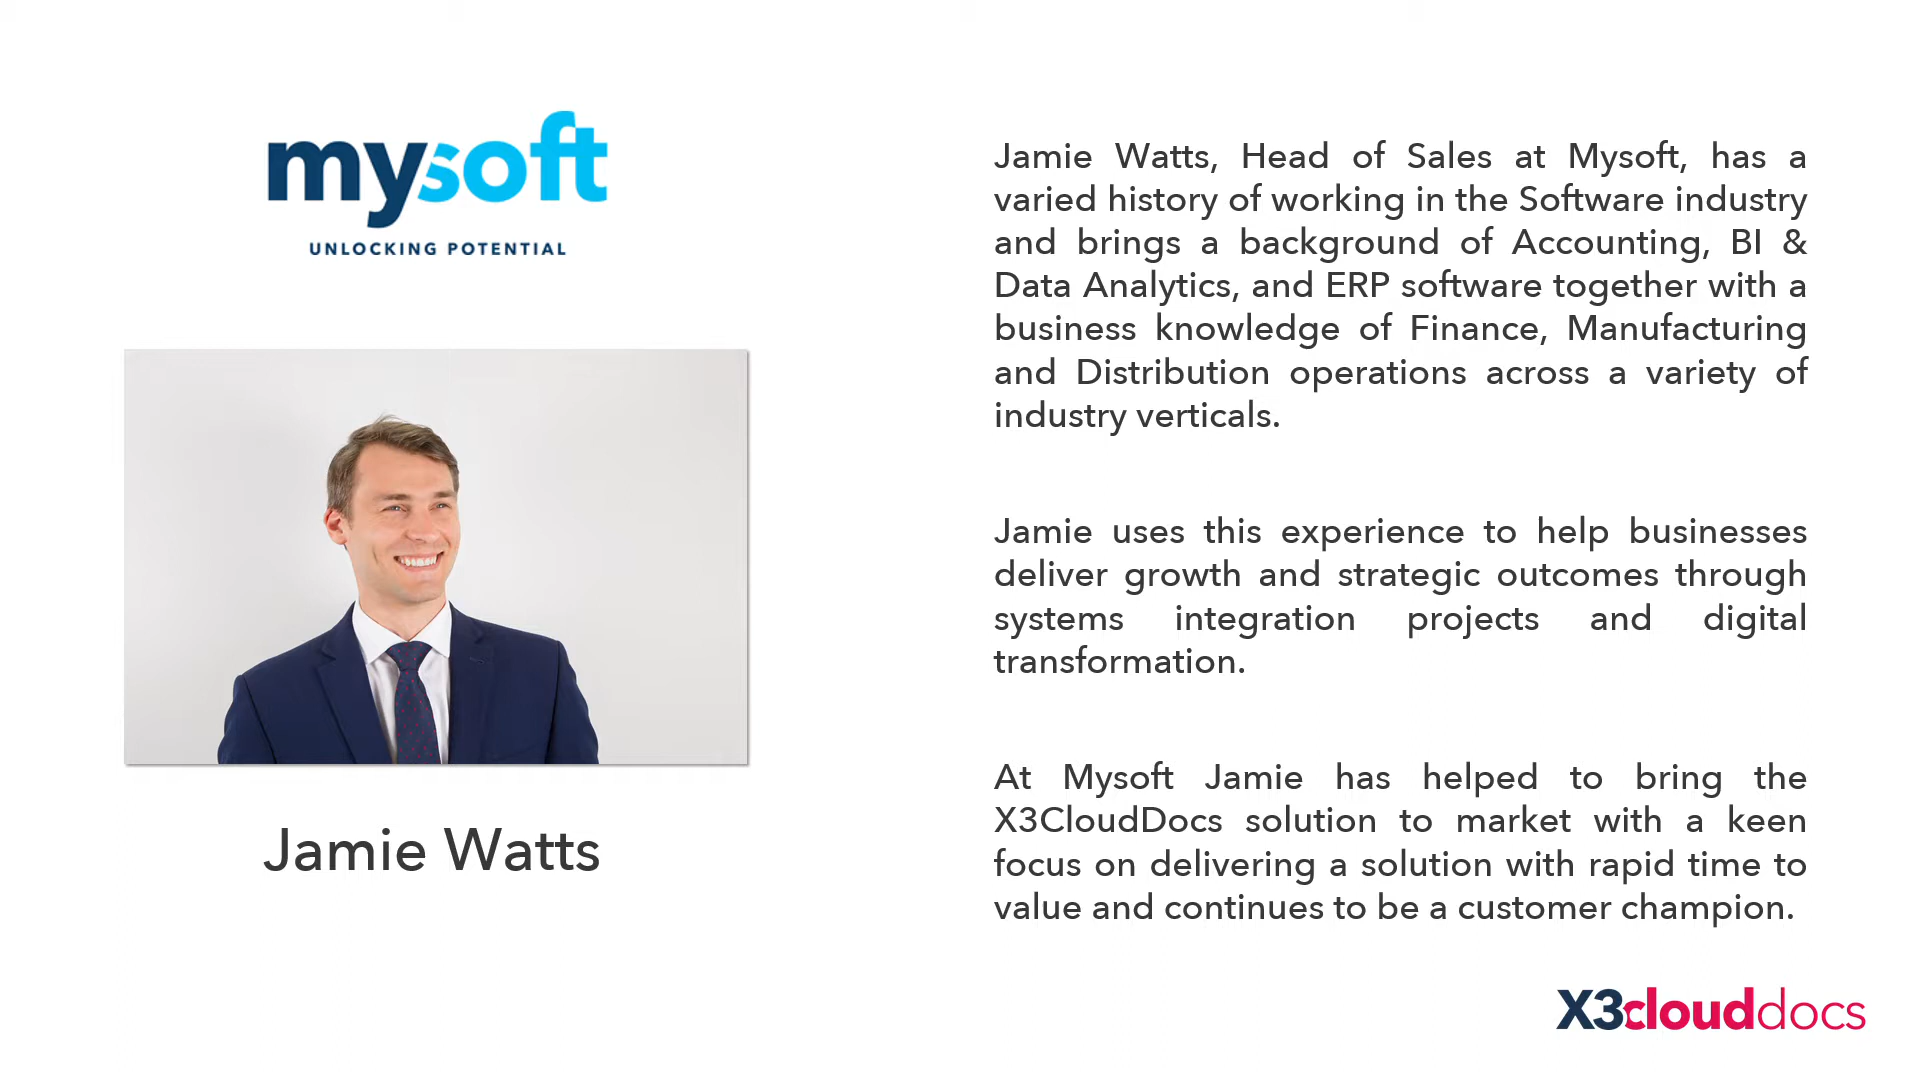 mysoft
UNLOCKING POTENTIAL
Jamie Watts
Jamie Watts, Head of Sales at Mysoft, has a
varied history of working in the Software industry
and brings a background of Accounting, BI &
Data Analytics, and ERP software together with a
business knowledge of Finance, Manufacturing
and Distribution operations across a variety of
industry verticals.
Jamie uses this experience to help businesses
deliver growth and strategic outcomes through
systems integration projects and digital
transformation.
At Mysoft Jamie has helped to bring the
X3CloudDocs solution to market with a keen
focus on delivering a solution with rapid time to
value and continues to be a customer champion.
X3clouddocs